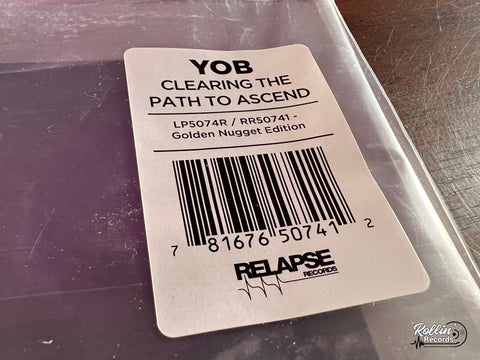 YOB
CLEARING THE
PATH TO ASCEND
LP5074R / RR50741 -
Golden Nugget Edition
7 81676 50741 2
RELAPSE
RECORDS
Rollin'
Records